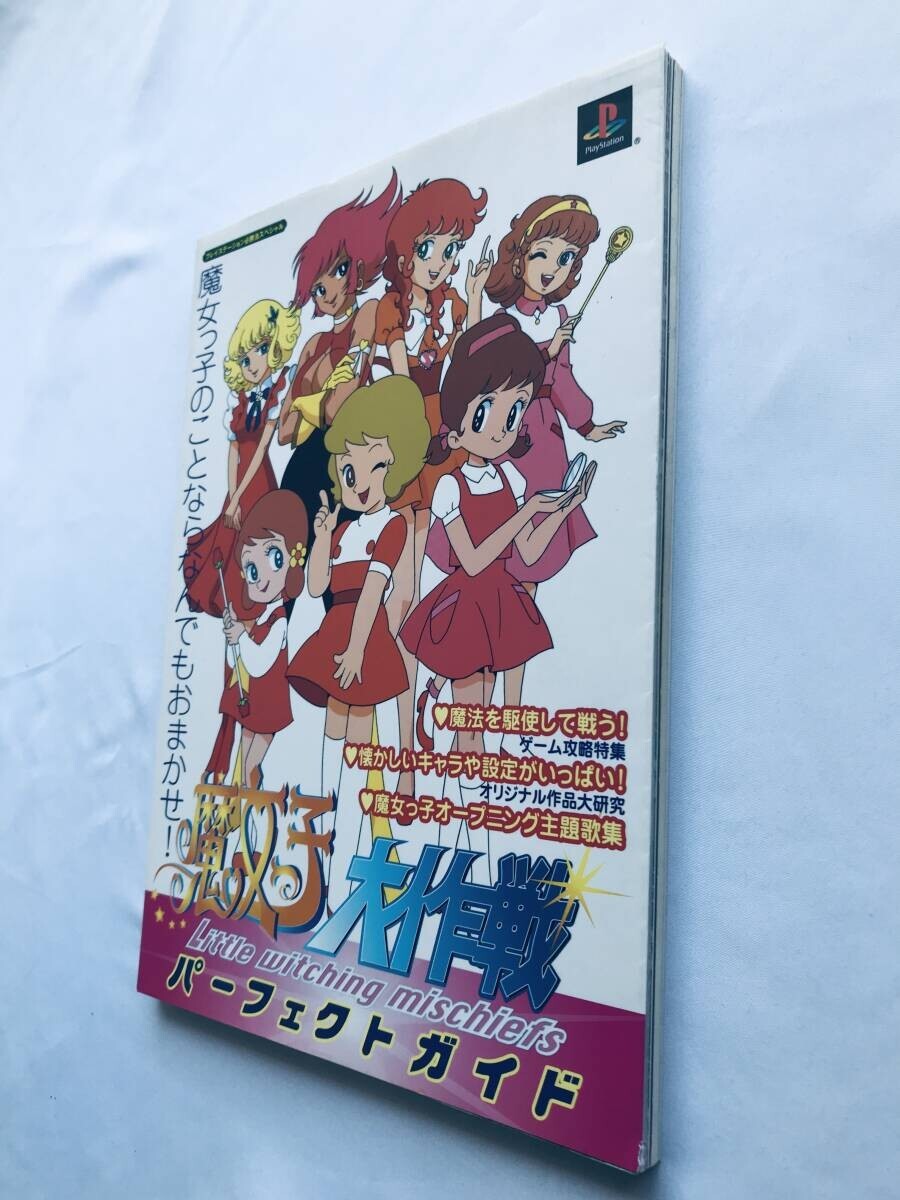 PlayStation
®
プレイステーション必勝法スペシャル
魔女っ子のことならなんでもおまかせ!
♥魔法を駆使して戦う!
ゲーム攻略特集
♥懐かしいキャラや設定がいっぱい!
オリジナル作品大研究
♥魔女っ子オープニング主題歌集
魔女っ子
大作戦
Little witching mischiefs
パーフェクトガイド